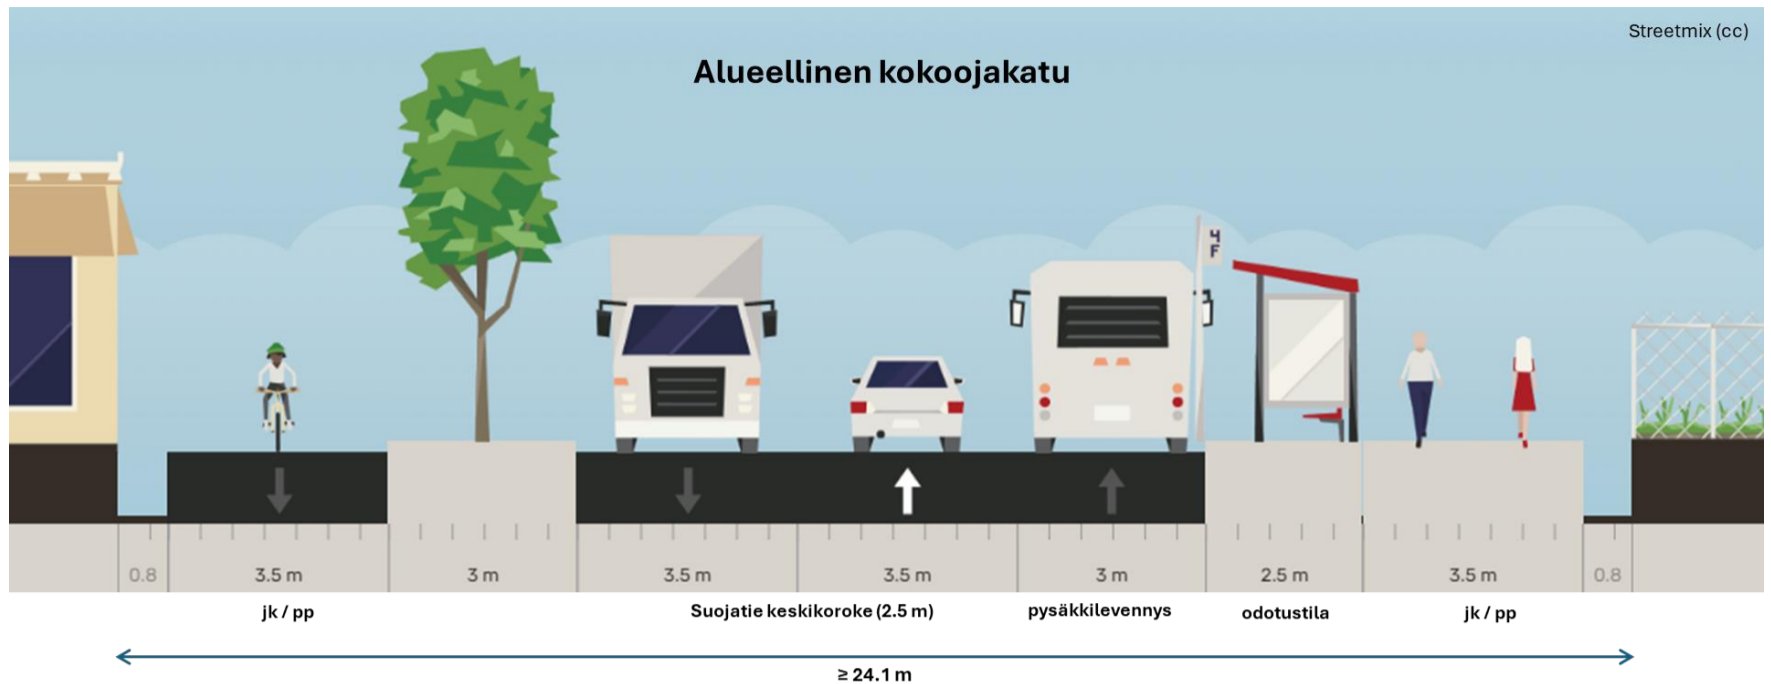 Streetmix (cc)
Alueellinen kokoojakatu
0.8 3.5 m 3 m 3.5 m 3.5 m 3 m 2.5 m 3.5 m 0.8
jk / pp Suojatie keskikoroke (2.5 m) pysäkkilevennys odotustila jk / pp
≥ 24.1 m